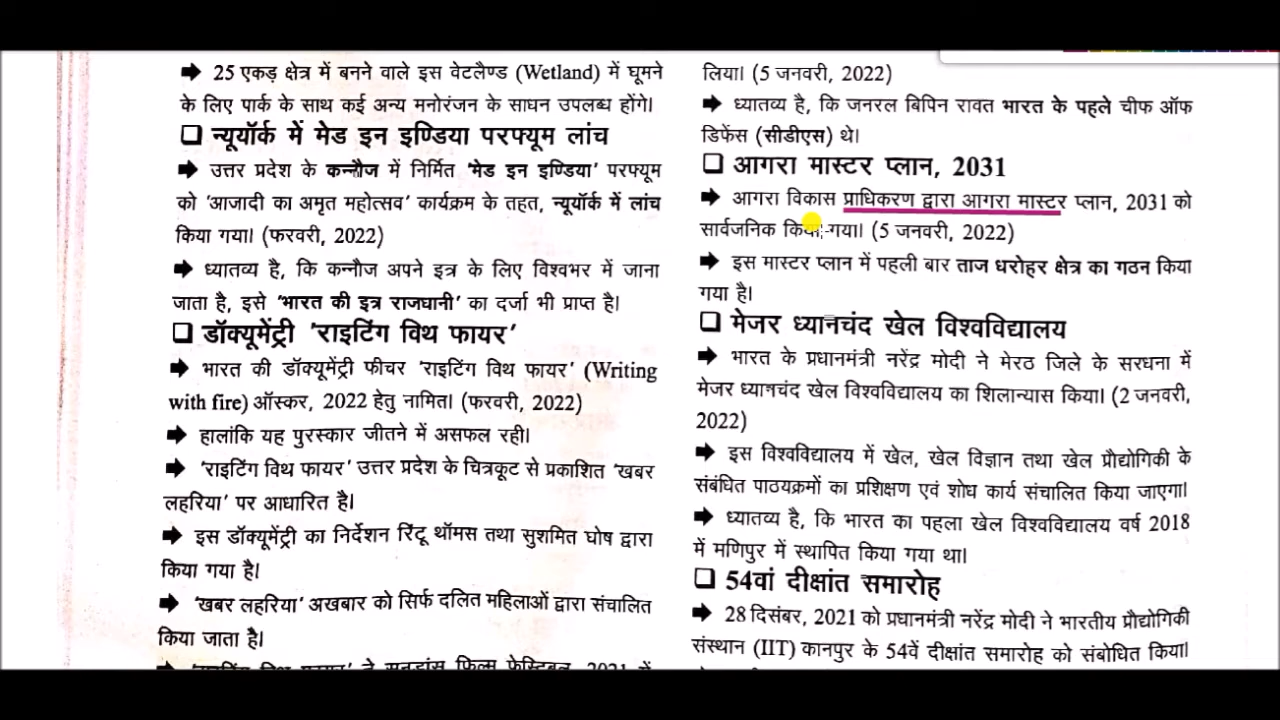 ➡ 25 एकड़ क्षेत्र में बनने वाले इस वेटलैण्ड (Wetland) में घूमने
के लिए पार्क के साथ कई अन्य मनोरंजन के साधन उपलब्ध होंगे।
❑ न्यूयॉर्क में मेड इन इण्डिया परफ्यूम लांच
➡ उत्तर प्रदेश के कन्नौज में निर्मित ‘मेड इन इण्डिया’ परफ्यूम
को ‘आजादी का अमृत महोत्सव’ कार्यक्रम के तहत, न्यूयॉर्क में लांच
किया गया। (फरवरी, 2022)
➡ ध्यातव्य है, कि कन्नौज अपने इत्र के लिए विश्वभर में जाना
जाता है, इसे ‘भारत की इत्र राजधानी’ का दर्जा भी प्राप्त है।
❑ डॉक्यूमेंट्री ‘राइटिंग विथ फायर’
➡ भारत की डॉक्यूमेंट्री फीचर ‘राइटिंग विथ फायर’ (Writing
with fire) ऑस्कर, 2022 हेतु नामित। (फरवरी, 2022)
➡ हालांकि यह पुरस्कार जीतने में असफल रही।
➡ ‘राइटिंग विथ फायर’ उत्तर प्रदेश के चित्रकूट से प्रकाशित ‘खबर
लहरिया’ पर आधारित है।
➡ इस डॉक्यूमेंट्री का निर्देशन रिंटू थॉमस तथा सुशमित घोष द्वारा
किया गया है।
➡ ‘खबर लहरिया’ अखबार को सिर्फ दलित महिलाओं द्वारा संचालित
किया जाता है।
लिया। (5 जनवरी, 2022)
➡ ध्यातव्य है, कि जनरल बिपिन रावत भारत के पहले चीफ ऑफ
डिफेंस (सीडीएस) थे।
❑ आगरा मास्टर प्लान, 2031
➡ आगरा विकास प्राधिकरण द्वारा आगरा मास्टर प्लान, 2031 को
सार्वजनिक किया गया। (5 जनवरी, 2022)
➡ इस मास्टर प्लान में पहली बार ताज धरोहर क्षेत्र का गठन किया
गया है।
❑ मेजर ध्यानचंद खेल विश्वविद्यालय
➡ भारत के प्रधानमंत्री नरेंद्र मोदी ने मेरठ जिले के सरधना में
मेजर ध्यानचंद खेल विश्वविद्यालय का शिलान्यास किया। (2 जनवरी,
2022)
➡ इस विश्वविद्यालय में खेल, खेल विज्ञान तथा खेल प्रौद्योगिकी के
संबंधित पाठयक्रमों का प्रशिक्षण एवं शोध कार्य संचालित किया जाएगा।
➡ ध्यातव्य है, कि भारत का पहला खेल विश्वविद्यालय वर्ष 2018
में मणिपुर में स्थापित किया गया था।
❑ 54वां दीक्षांत समारोह
➡ 28 दिसंबर, 2021 को प्रधानमंत्री नरेंद्र मोदी ने भारतीय प्रौद्योगिकी
संस्थान (IIT) कानपुर के 54वें दीक्षांत समारोह को संबोधित किया।